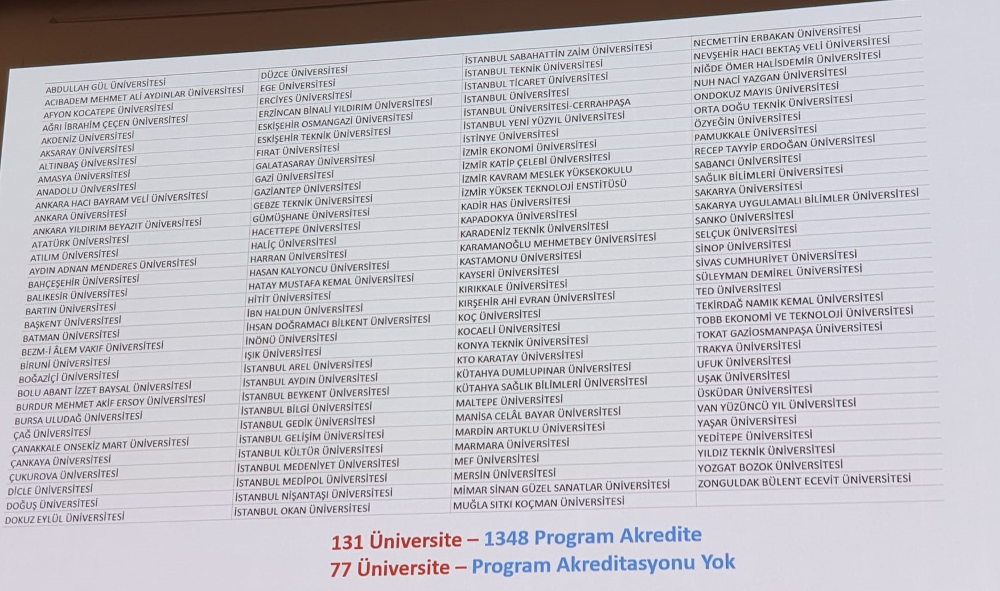 ABDULLAH GÜL ÜNİVERSİTESİ
ACIBADEM MEHMET ALİ AYDINLAR ÜNİVERSİTESİ
AFYON KOCATEPE ÜNİVERSİTESİ
AĞRI İBRAHİM ÇEÇEN ÜNİVERSİTESİ
AKDENİZ ÜNİVERSİTESİ
AKSARAY ÜNİVERSİTESİ
ALTINBAŞ ÜNİVERSİTESİ
AMASYA ÜNİVERSİTESİ
ANADOLU ÜNİVERSİTESİ
ANKARA HACI BAYRAM VELİ ÜNİVERSİTESİ
ANKARA ÜNİVERSİTESİ
ANKARA YILDIRIM BEYAZIT ÜNİVERSİTESİ
ATATÜRK ÜNİVERSİTESİ
ATILIM ÜNİVERSİTESİ
AYDIN ADNAN MENDERES ÜNİVERSİTESİ
BAHÇEŞEHİR ÜNİVERSİTESİ
BALIKESİR ÜNİVERSİTESİ
BARTIN ÜNİVERSİTESİ
BAŞKENT ÜNİVERSİTESİ
BATMAN ÜNİVERSİTESİ
BEZM-İ ÂLEM VAKIF ÜNİVERSİTESİ
BİRUNİ ÜNİVERSİTESİ
BOĞAZİÇİ ÜNİVERSİTESİ
BOLU ABANT İZZET BAYSAL ÜNİVERSİTESİ
BURDUR MEHMET AKİF ERSOY ÜNİVERSİTESİ
BURSA ULUDAĞ ÜNİVERSİTESİ
ÇAĞ ÜNİVERSİTESİ
ÇANAKKALE ONSEKİZ MART ÜNİVERSİTESİ
ÇANKAYA ÜNİVERSİTESİ
ÇUKUROVA ÜNİVERSİTESİ
DİCLE ÜNİVERSİTESİ
DOĞUŞ ÜNİVERSİTESİ
DOKUZ EYLÜL ÜNİVERSİTESİ
DÜZCE ÜNİVERSİTESİ
EGE ÜNİVERSİTESİ
ERCİYES ÜNİVERSİTESİ
ERZİNCAN BİNALİ YILDIRIM ÜNİVERSİTESİ
ESKİŞEHİR OSMANGAZİ ÜNİVERSİTESİ
ESKİŞEHİR TEKNİK ÜNİVERSİTESİ
FIRAT ÜNİVERSİTESİ
GALATASARAY ÜNİVERSİTESİ
GAZİ ÜNİVERSİTESİ
GAZİANTEP ÜNİVERSİTESİ
GEBZE TEKNİK ÜNİVERSİTESİ
GÜMÜŞHANE ÜNİVERSİTESİ
HACETTEPE ÜNİVERSİTESİ
HALİÇ ÜNİVERSİTESİ
HARRAN ÜNİVERSİTESİ
HASAN KALYONCU ÜNİVERSİTESİ
HATAY MUSTAFA KEMAL ÜNİVERSİTESİ
HİTİT ÜNİVERSİTESİ
İBN HALDUN ÜNİVERSİTESİ
İHSAN DOĞRAMACI BİLKENT ÜNİVERSİTESİ
İNÖNÜ ÜNİVERSİTESİ
IŞIK ÜNİVERSİTESİ
İSTANBUL AREL ÜNİVERSİTESİ
İSTANBUL AYDIN ÜNİVERSİTESİ
İSTANBUL BEYKENT ÜNİVERSİTESİ
İSTANBUL BİLGİ ÜNİVERSİTESİ
İSTANBUL GEDİK ÜNİVERSİTESİ
İSTANBUL GELİŞİM ÜNİVERSİTESİ
İSTANBUL KÜLTÜR ÜNİVERSİTESİ
İSTANBUL MEDENİYET ÜNİVERSİTESİ
İSTANBUL MEDİPOL ÜNİVERSİTESİ
İSTANBUL NİŞANTAŞI ÜNİVERSİTESİ
İSTANBUL OKAN ÜNİVERSİTESİ
İSTANBUL SABAHATTİN ZAİM ÜNİVERSİTESİ
İSTANBUL TEKNİK ÜNİVERSİTESİ
İSTANBUL TİCARET ÜNİVERSİTESİ
İSTANBUL ÜNİVERSİTESİ
İSTANBUL ÜNİVERSİTESİ-CERRAHPAŞA
İSTANBUL YENİ YÜZYIL ÜNİVERSİTESİ
İSTİNYE ÜNİVERSİTESİ
İZMİR EKONOMİ ÜNİVERSİTESİ
İZMİR KATİP ÇELEBİ ÜNİVERSİTESİ
İZMİR KAVRAM MESLEK YÜKSEKOKULU
İZMİR YÜKSEK TEKNOLOJİ ENSTİTÜSÜ
KADİR HAS ÜNİVERSİTESİ
KAPADOKYA ÜNİVERSİTESİ
KARADENİZ TEKNİK ÜNİVERSİTESİ
KARAMANOĞLU MEHMETBEY ÜNİVERSİTESİ
KASTAMONU ÜNİVERSİTESİ
KAYSERİ ÜNİVERSİTESİ
KIRIKKALE ÜNİVERSİTESİ
KIRŞEHİR AHİ EVRAN ÜNİVERSİTESİ
KOÇ ÜNİVERSİTESİ
KOCAELİ ÜNİVERSİTESİ
KONYA TEKNİK ÜNİVERSİTESİ
KTO KARATAY ÜNİVERSİTESİ
KÜTAHYA DUMLUPINAR ÜNİVERSİTESİ
KÜTAHYA SAĞLIK BİLİMLERİ ÜNİVERSİTESİ
MALTEPE ÜNİVERSİTESİ
MANİSA CELÂL BAYAR ÜNİVERSİTESİ
MARDİN ARTUKLU ÜNİVERSİTESİ
MARMARA ÜNİVERSİTESİ
MEF ÜNİVERSİTESİ
MERSİN ÜNİVERSİTESİ
MİMAR SİNAN GÜZEL SANATLAR ÜNİVERSİTESİ
MUĞLA SITKI KOÇMAN ÜNİVERSİTESİ
NECMETTİN ERBAKAN ÜNİVERSİTESİ
NEVŞEHİR HACI BEKTAŞ VELİ ÜNİVERSİTESİ
NİĞDE ÖMER HALİSDEMİR ÜNİVERSİTESİ
NUH NACİ YAZGAN ÜNİVERSİTESİ
ONDOKUZ MAYIS ÜNİVERSİTESİ
ORTA DOĞU TEKNİK ÜNİVERSİTESİ
ÖZYEĞİN ÜNİVERSİTESİ
PAMUKKALE ÜNİVERSİTESİ
RECEP TAYYİP ERDOĞAN ÜNİVERSİTESİ
SABANCI ÜNİVERSİTESİ
SAĞLIK BİLİMLERİ ÜNİVERSİTESİ
SAKARYA ÜNİVERSİTESİ
SAKARYA UYGULAMALI BİLİMLER ÜNİVERSİTESİ
SANKO ÜNİVERSİTESİ
SELÇUK ÜNİVERSİTESİ
SİNOP ÜNİVERSİTESİ
SİVAS CUMHURİYET ÜNİVERSİTESİ
SÜLEYMAN DEMİREL ÜNİVERSİTESİ
TED ÜNİVERSİTESİ
TEKİRDAĞ NAMIK KEMAL ÜNİVERSİTESİ
TOBB EKONOMİ VE TEKNOLOJİ ÜNİVERSİTESİ
TOKAT GAZİOSMANPAŞA ÜNİVERSİTESİ
TRAKYA ÜNİVERSİTESİ
UFUK ÜNİVERSİTESİ
UŞAK ÜNİVERSİTESİ
ÜSKÜDAR ÜNİVERSİTESİ
VAN YÜZÜNCÜ YIL ÜNİVERSİTESİ
YAŞAR ÜNİVERSİTESİ
YEDİTEPE ÜNİVERSİTESİ
YILDIZ TEKNİK ÜNİVERSİTESİ
YOZGAT BOZOK ÜNİVERSİTESİ
ZONGULDAK BÜLENT ECEVİT ÜNİVERSİTESİ
131 Üniversite – 1348 Program Akredite
77 Üniversite – Program Akreditasyonu Yok